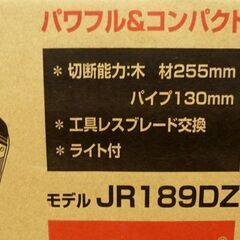 パワフル&コンパクト
＊切断能力:木　材255mm
パイプ130mm
＊工具レスブレード交換
＊ライト付
モデル JR189DZ